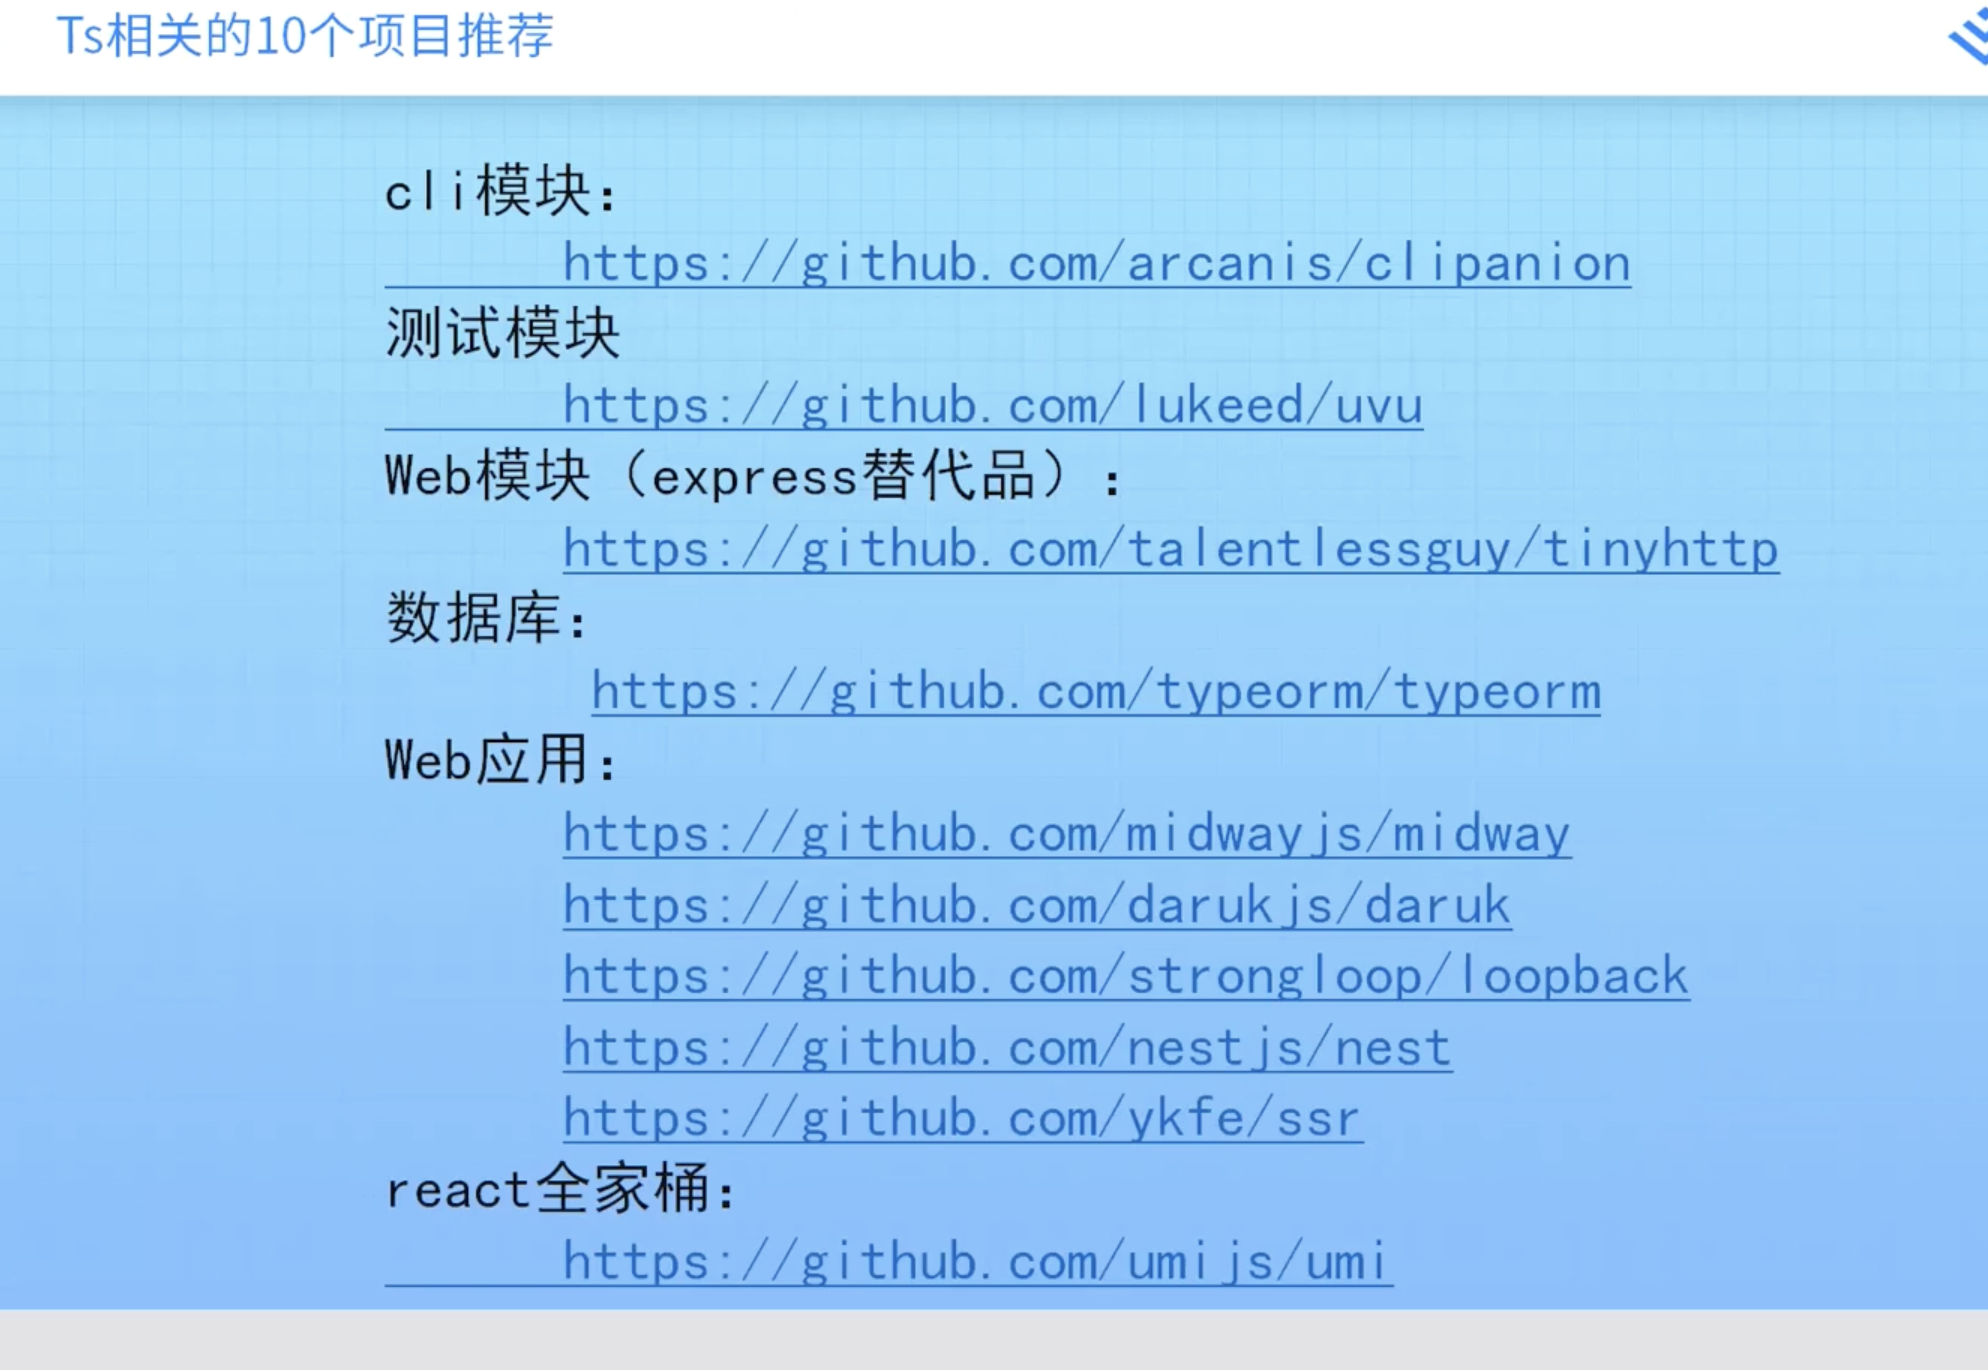 Ts相关的10个项目推荐
cli模块：
https://github.com/arcanis/clipanion
测试模块
https://github.com/lukeed/uvu
Web模块（express替代品）：
https://github.com/talentlessguy/tinyhttp
数据库：
https://github.com/typeorm/typeorm
Web应用：
https://github.com/midwayjs/midway
https://github.com/darukjs/daruk
https://github.com/strongloop/loopback
https://github.com/nestjs/nest
https://github.com/ykfe/ssr
react全家桶：
https://github.com/umijs/umi